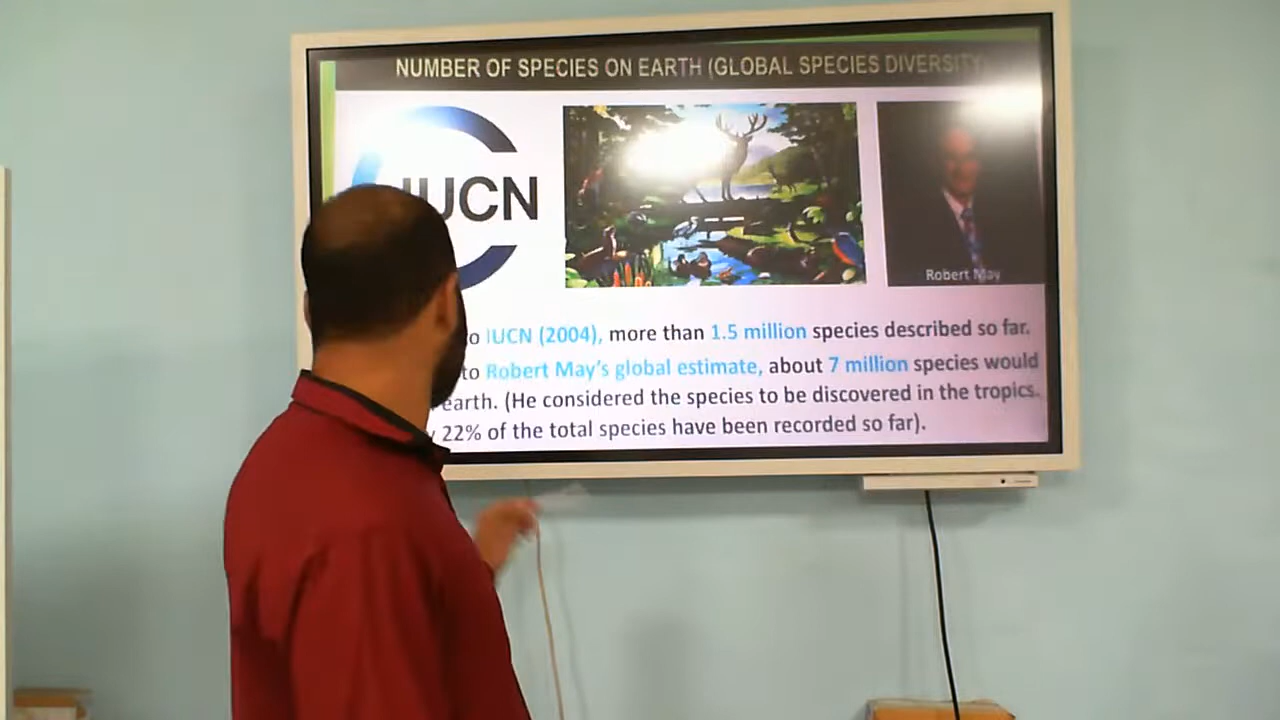 NUMBER OF SPECIES ON EARTH (GLOBAL SPECIES DIVERSITY)
IUCN
Robert May
to IUCN (2004), more than 1.5 million species described so far.
to Robert May's global estimate, about 7 million species would
earth. (He considered the species to be discovered in the tropics.
22% of the total species have been recorded so far).